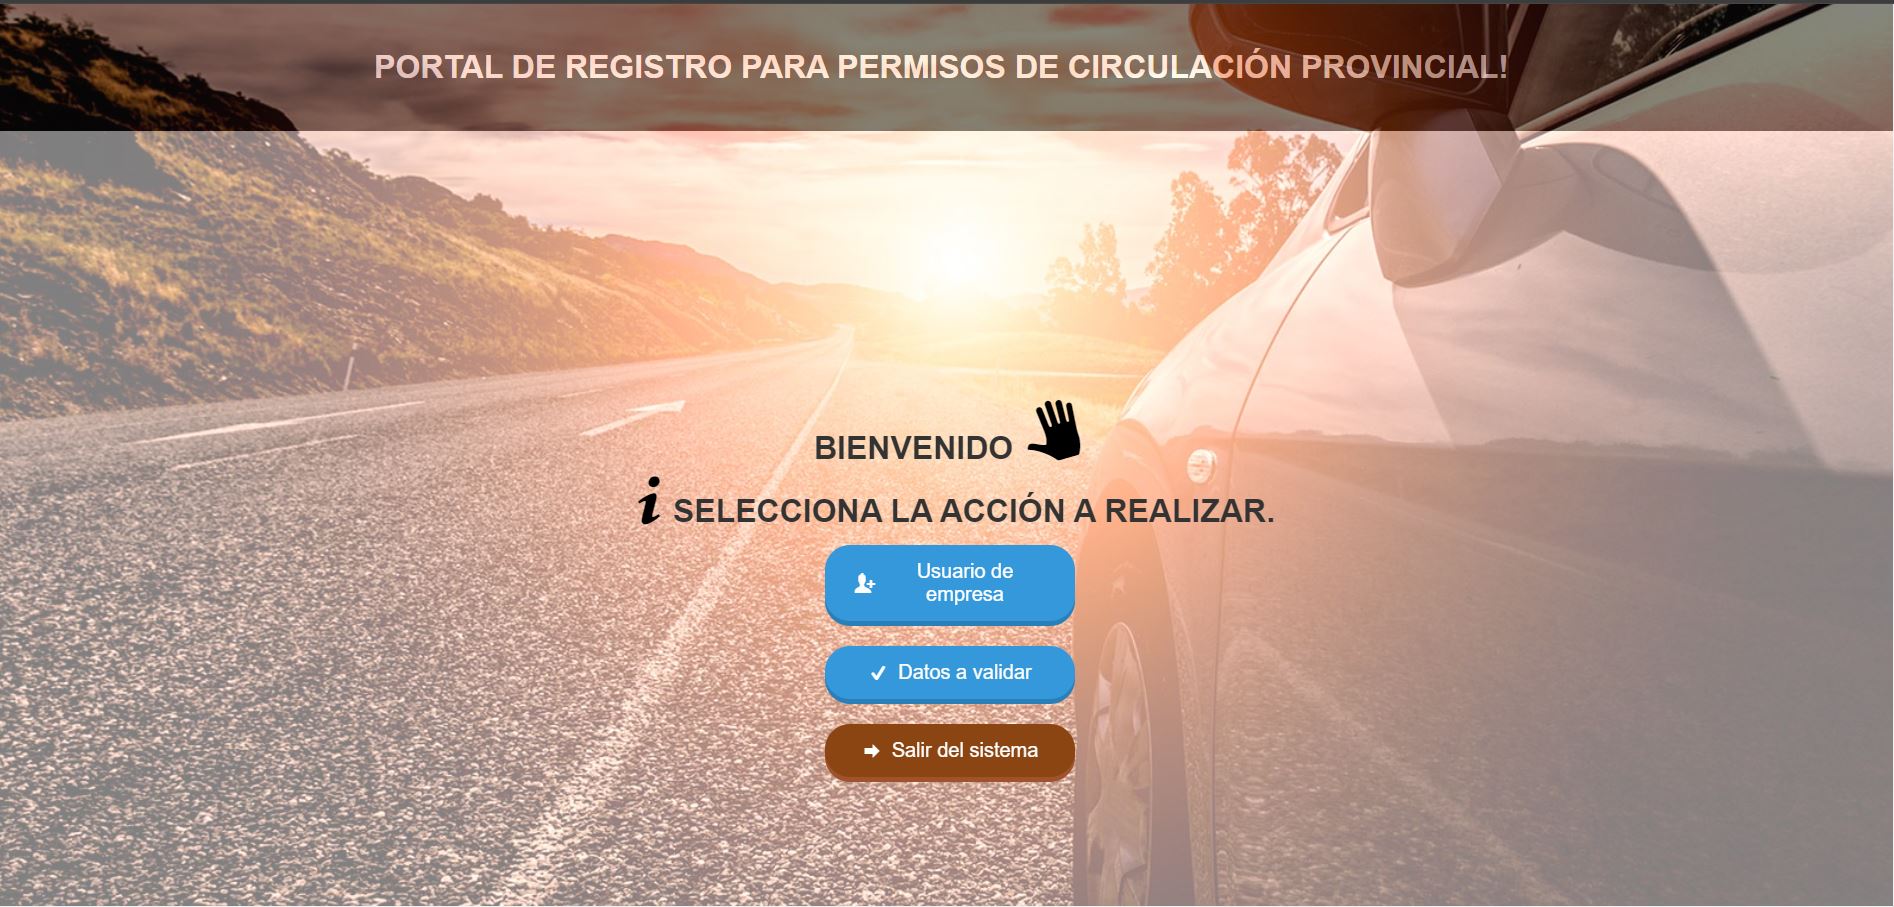 PORTAL DE REGISTRO PARA PERMISOS DE CIRCULACIÓN PROVINCIAL!
BIENVENIDO
SELECCIONA LA ACCIÓN A REALIZAR.
Usuario de
empresa
Datos a validar
Salir del sistema